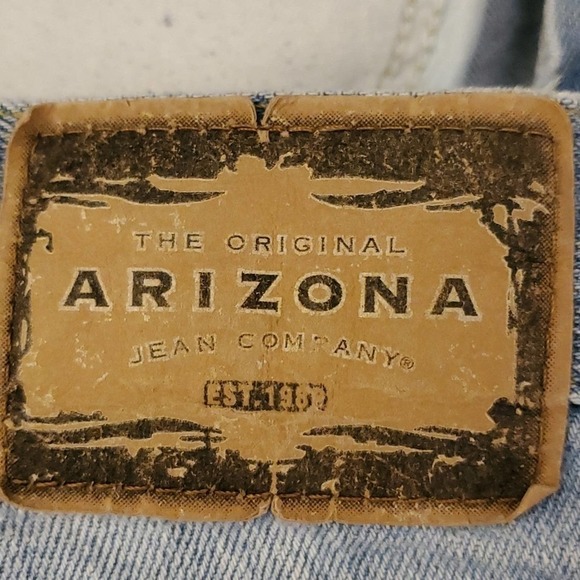 THE ORIGINAL
ARIZONA
JEAN COMPANY®
EST.